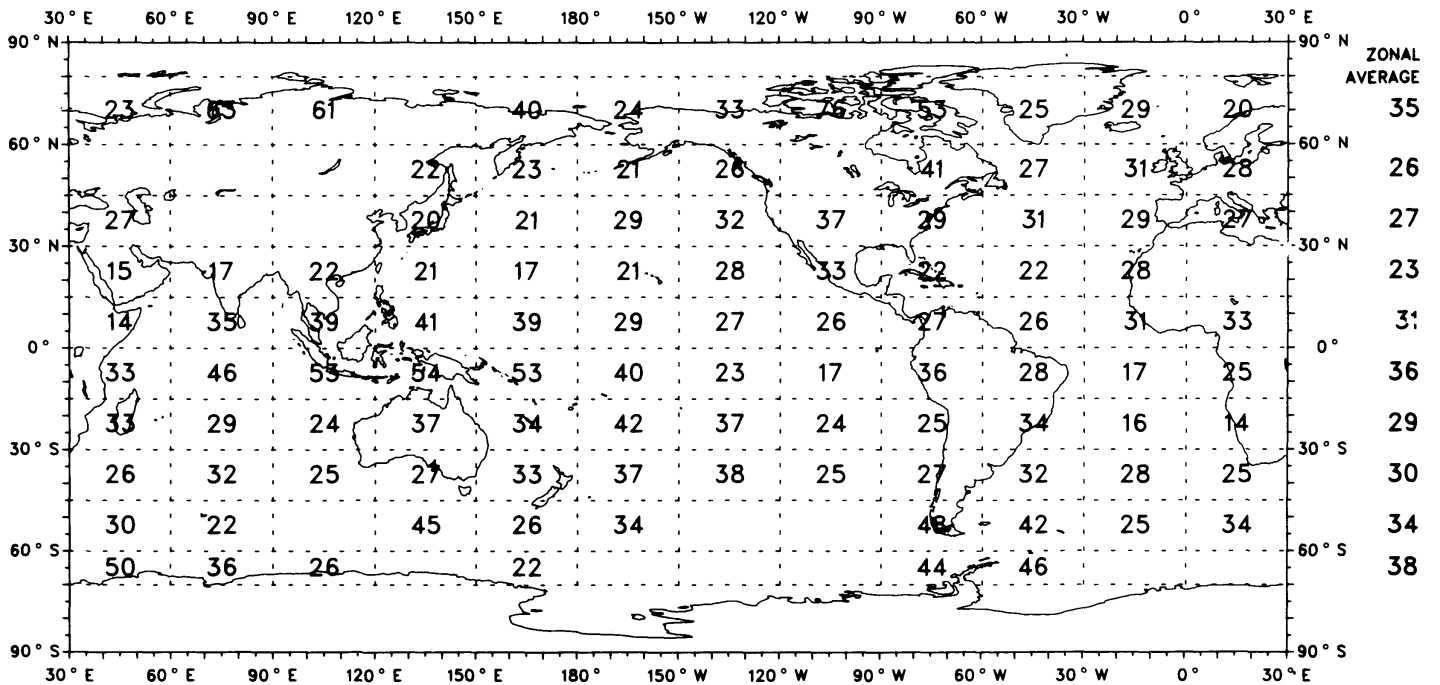 30° E 60° E 90° E 120° E 150° E 180° 150° W 120° W 90° W 60° W 30° W 0° 30° E
90° N 90° N
ZONAL
AVERAGE
23 63 61 40 24 33 76 53 25 29 20 35
60° N 60° N
22 23 21 26 41 27 31 28 26
27 20 21 29 32 37 29 31 29 27 27
30° N 30° N
15 17 22 21 17 21 28 33 22 22 28 23
14 35 39 41 39 29 27 26 27 26 31 33 31
0° 0°
33 46 53 54 53 40 23 17 36 28 17 25 36
33 29 24 37 34 42 37 24 25 34 16 14 29
30° S 30° S
26 32 25 27 33 37 38 25 27 32 28 25 30
30 22 45 26 34 48 42 25 34 34
60° S 60° S
50 36 26 22 44 46 38
90° S 90° S
30° E 60° E 90° E 120° E 150° E 180° 150° W 120° W 90° W 60° W 30° W 0° 30° E